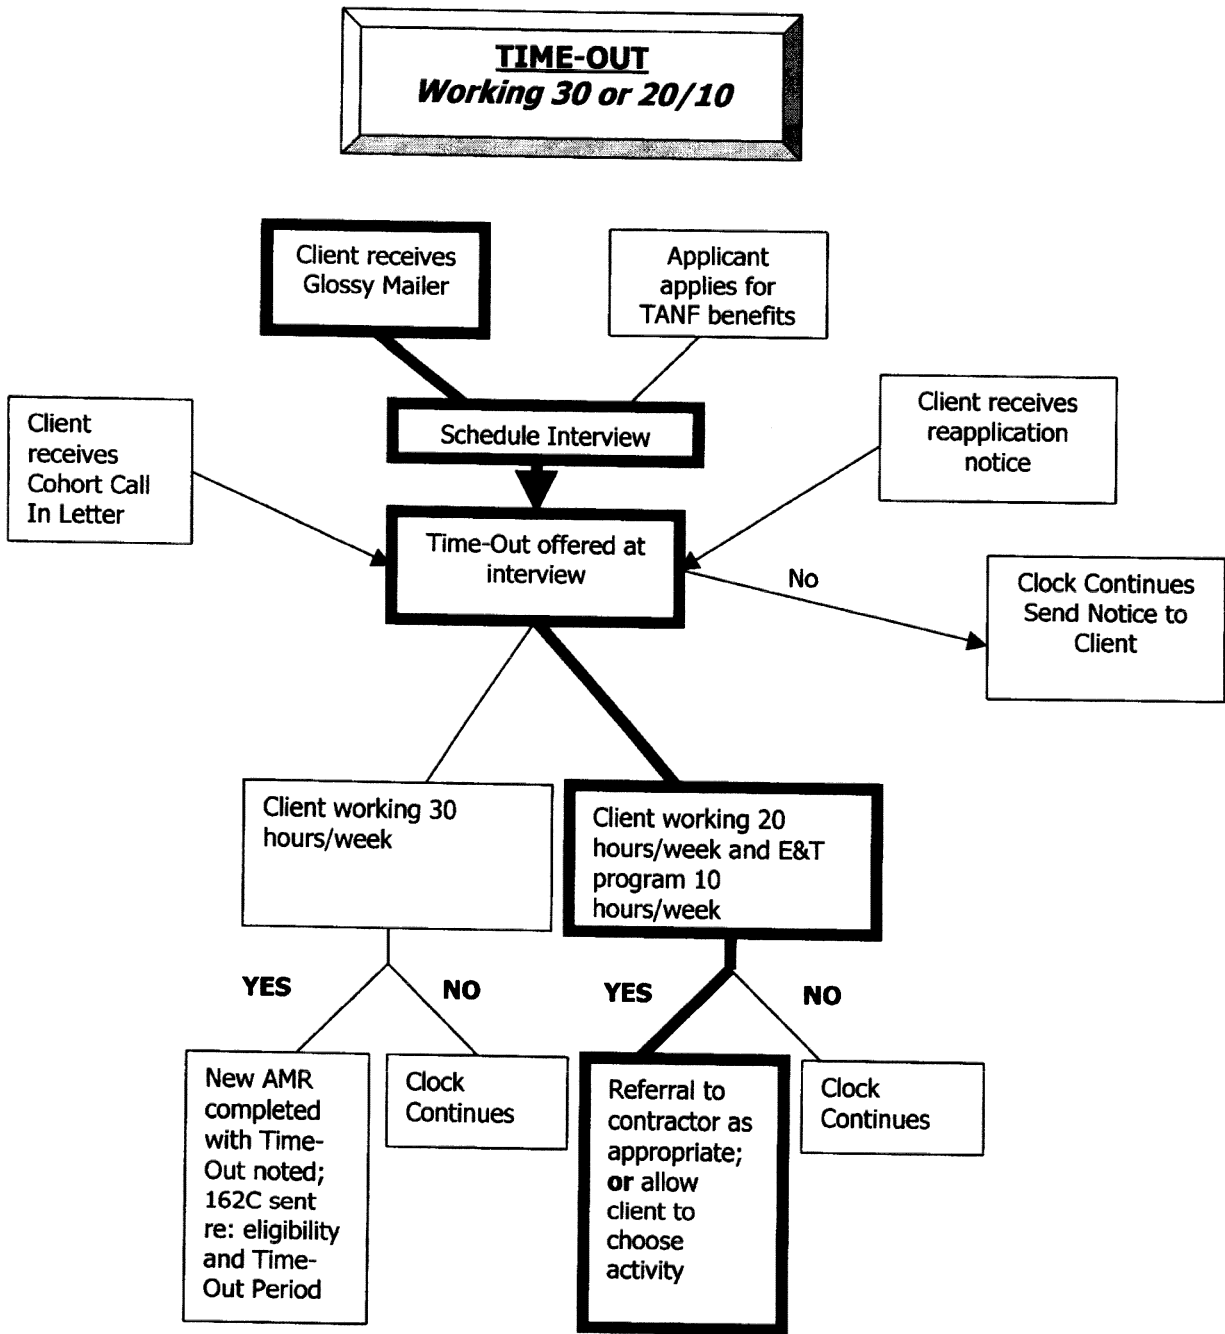 TIME-OUT
Working 30 or 20/10
Client receives
Glossy Mailer
Applicant
applies for
TANF benefits
Client
receives
Cohort Call
In Letter
Schedule Interview
Client receives
reapplication
notice
Time-Out offered at
interview
No
Clock Continues
Send Notice to
Client
Client working 30
hours/week
Client working 20
hours/week and E&T
program 10
hours/week
YES
NO
YES
NO
New AMR
completed
with Time-
Out noted;
162C sent
re: eligibility
and Time-
Out Period
Clock
Continues
Referral to
contractor as
appropriate;
or allow
client to
choose
activity
Clock
Continues